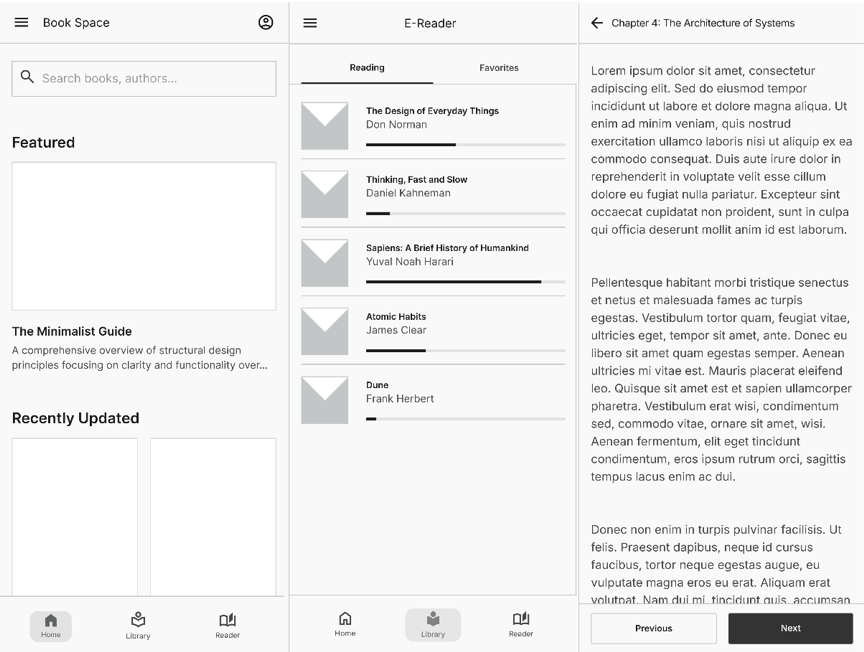 Book Space
Search books, authors...
Featured
The Minimalist Guide
A comprehensive overview of structural design
principles focusing on clarity and functionality over...
Recently Updated
Home
Library
Reader
E-Reader
Reading
Favorites
The Design of Everyday Things
Don Norman
Thinking, Fast and Slow
Daniel Kahneman
Sapiens: A Brief History of Humankind
Yuval Noah Harari
Atomic Habits
James Clear
Dune
Frank Herbert
Home
Library
Reader
Chapter 4: The Architecture of Systems
Lorem ipsum dolor sit amet, consectetur
adipiscing elit. Sed do eiusmod tempor
incididunt ut labore et dolore magna aliqua. Ut
enim ad minim veniam, quis nostrud
exercitation ullamco laboris nisi ut aliquip ex ea
commodo consequat. Duis aute irure dolor in
reprehenderit in voluptate velit esse cillum
dolore eu fugiat nulla pariatur. Excepteur sint
occaecat cupidatat non proident, sunt in culpa
qui officia deserunt mollit anim id est laborum.
Pellentesque habitant morbi tristique senectus
et netus et malesuada fames ac turpis
egestas. Vestibulum tortor quam, feugiat vitae,
ultricies eget, tempor sit amet, ante. Donec eu
libero sit amet quam egestas semper. Aenean
ultricies mi vitae est. Mauris placerat eleifend
leo. Quisque sit amet est et sapien ullamcorper
pharetra. Vestibulum erat wisi, condimentum
sed, commodo vitae, ornare sit amet, wisi.
Aenean fermentum, elit eget tincidunt
condimentum, eros ipsum rutrum orci, sagittis
tempus lacus enim ac dui.
Donec non enim in turpis pulvinar facilisis. Ut
felis. Praesent dapibus, neque id cursus
faucibus, tortor neque egestas augue, eu
vulputate magna eros eu erat. Aliquam erat
volutpat. Nam dui mi, tincidunt quis, accumsan
Previous
Next